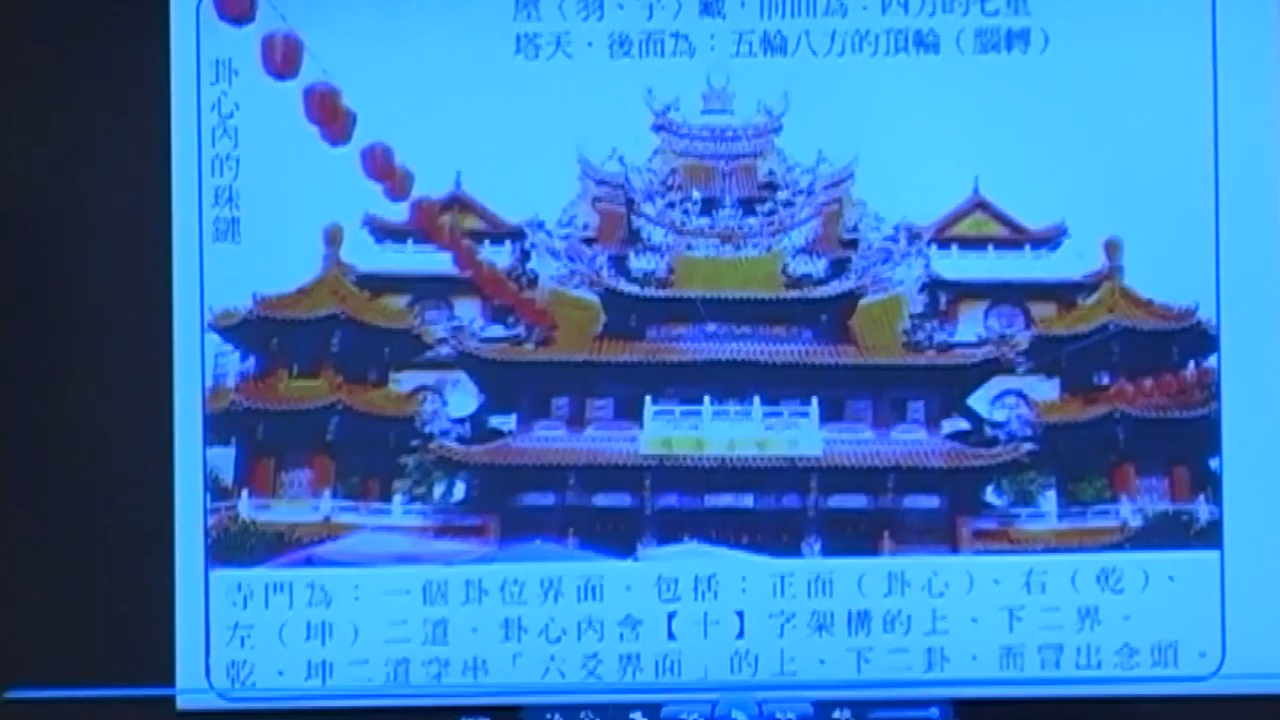 塔天．後面為：五輪八方的頂輪（腦轉）
卦心內的珠鏈
寺門為：一個卦位界面．包括：正面（卦心）、右（乾）、
左（坤）二道．卦心內含【十】字架構的上、下二界．
乾、坤二道穿串「六爻界面」的上、下二卦．而冒出念頭．